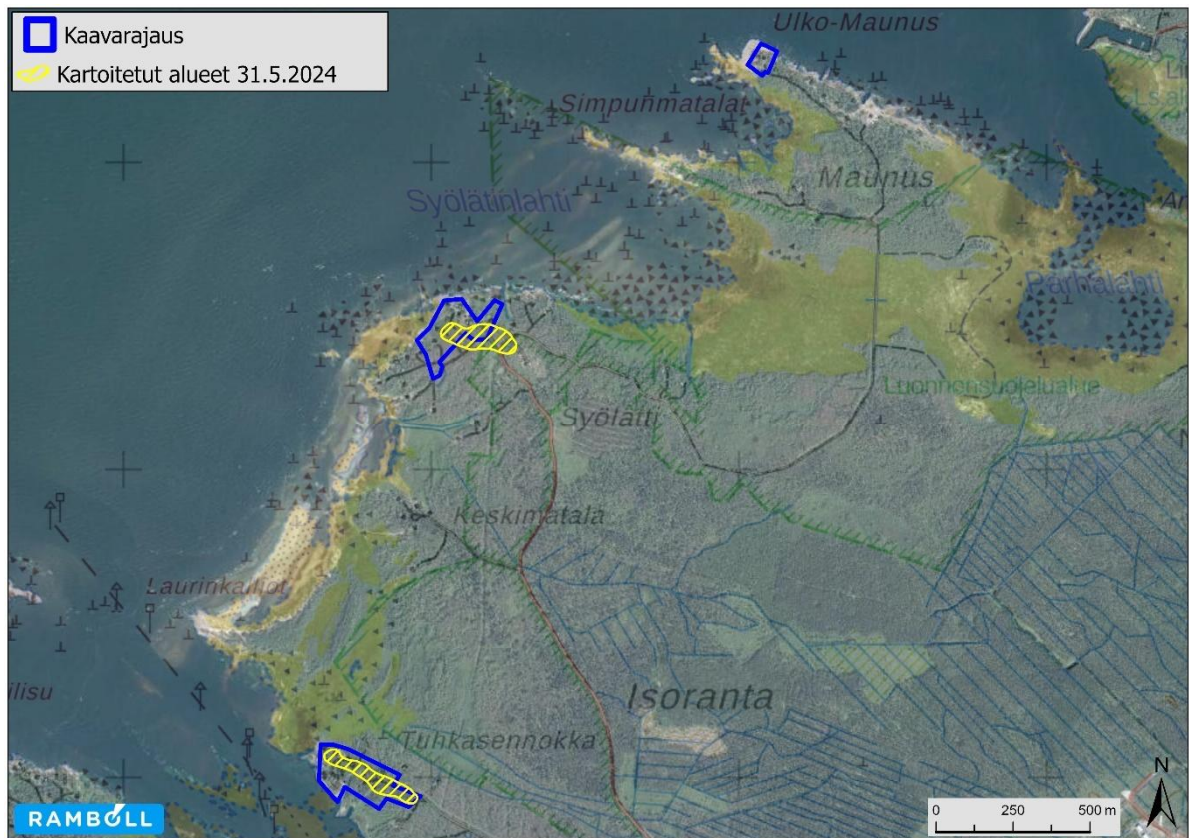 Kaavarajaus
Kartoitetut alueet 31.5.2024
Ulko-Maunus
Simpunmatalat
Maunus
Syölätinlahti
Parhalahti
Luonnonsuojelualue
Syölätti
Keskimatala
Laurinkalliot
Isoranta
Tuhkasennokka
RAMBOLL
N
0 250 500 m